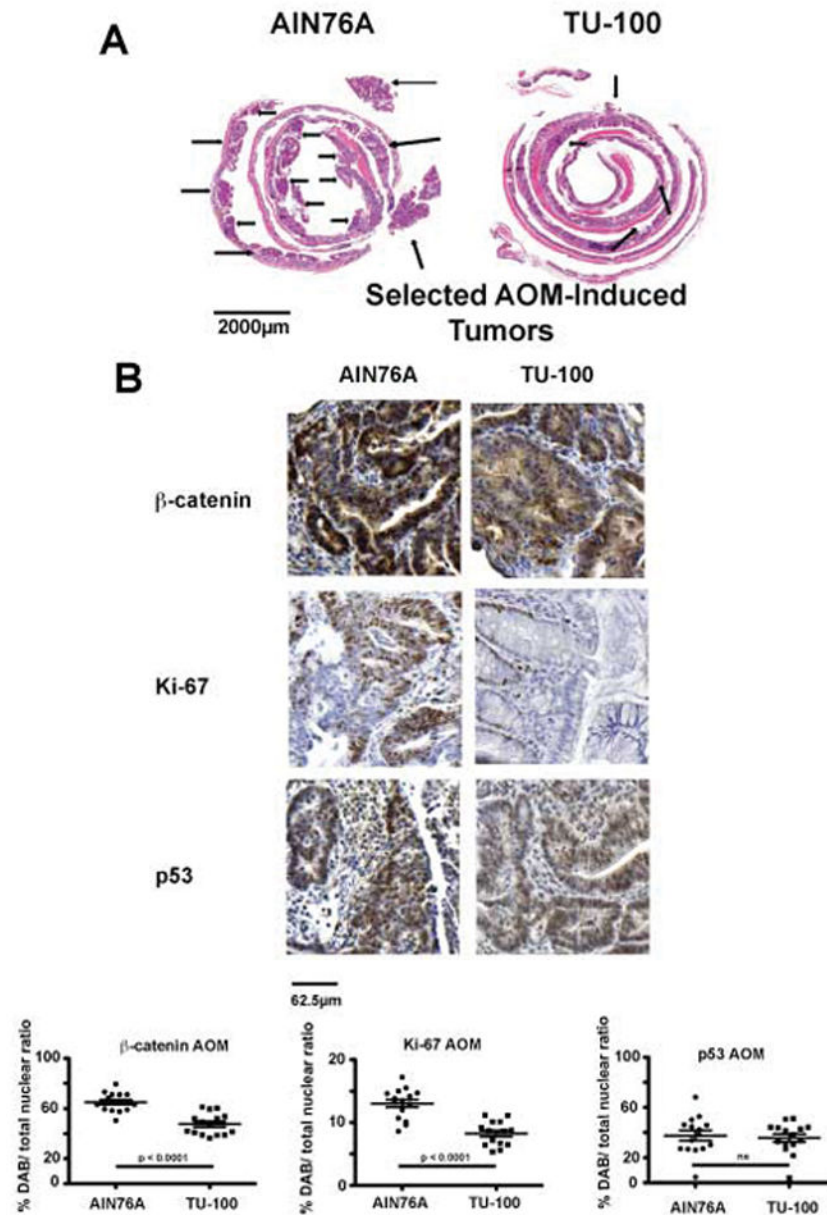 A
AIN76A TU-100
Selected AOM-Induced
Tumors
2000µm
B
AIN76A TU-100
β-catenin
Ki-67
p53
62.5µm
β-catenin AOM
% DAB/ total nuclear ratio
100
60
20
0
p < 0.0001
AIN76A TU-100
Ki-67 AOM
% DAB/ total nuclear ratio
20
10
0
p < 0.0001
AIN76A TU-100
p53 AOM
% DAB/ total nuclear ratio
100
60
20
0
ns
AIN76A TU-100